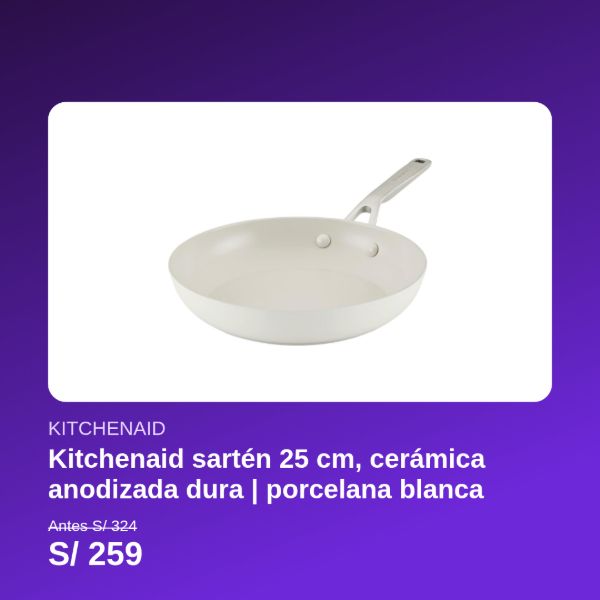 KITCHENAID
Kitchenaid sartén 25 cm, cerámica
anodizada dura | porcelana blanca
Antes S/ 324
S/ 259